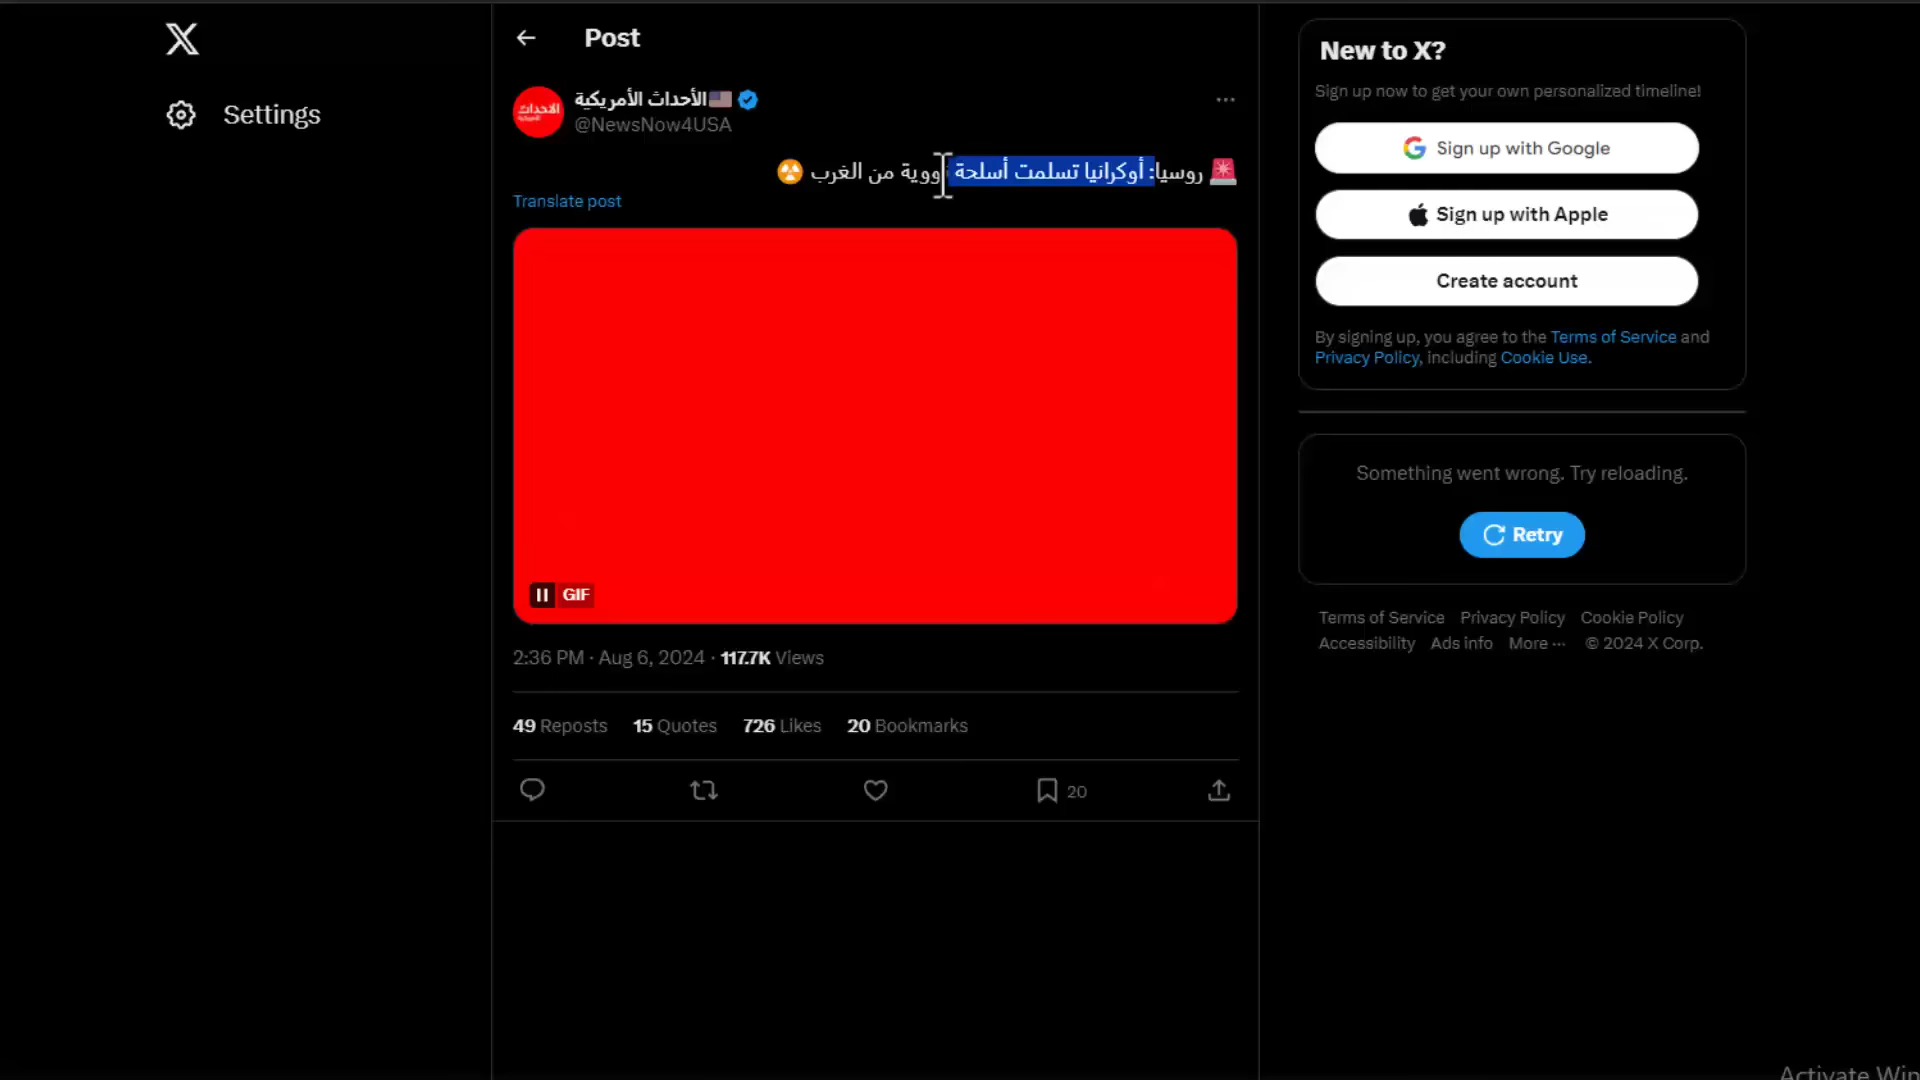 Settings
Post
الأحداث الأمريكية
@NewsNow4USA
روسيا: أوكرانيا تسلمت أسلحة نووية من الغرب
Translate post
GIF
2:36 PM · Aug 6, 2024 · 117.7K Views
49 Reposts 15 Quotes 726 Likes 20 Bookmarks
20
New to X?
Sign up now to get your own personalized timeline!
Sign up with Google
Sign up with Apple
Create account
By signing up, you agree to the Terms of Service and
Privacy Policy, including Cookie Use.
Something went wrong. Try reloading.
Retry
Terms of Service Privacy Policy Cookie Policy
Accessibility Ads info More ··· © 2024 X Corp.
Activate Win